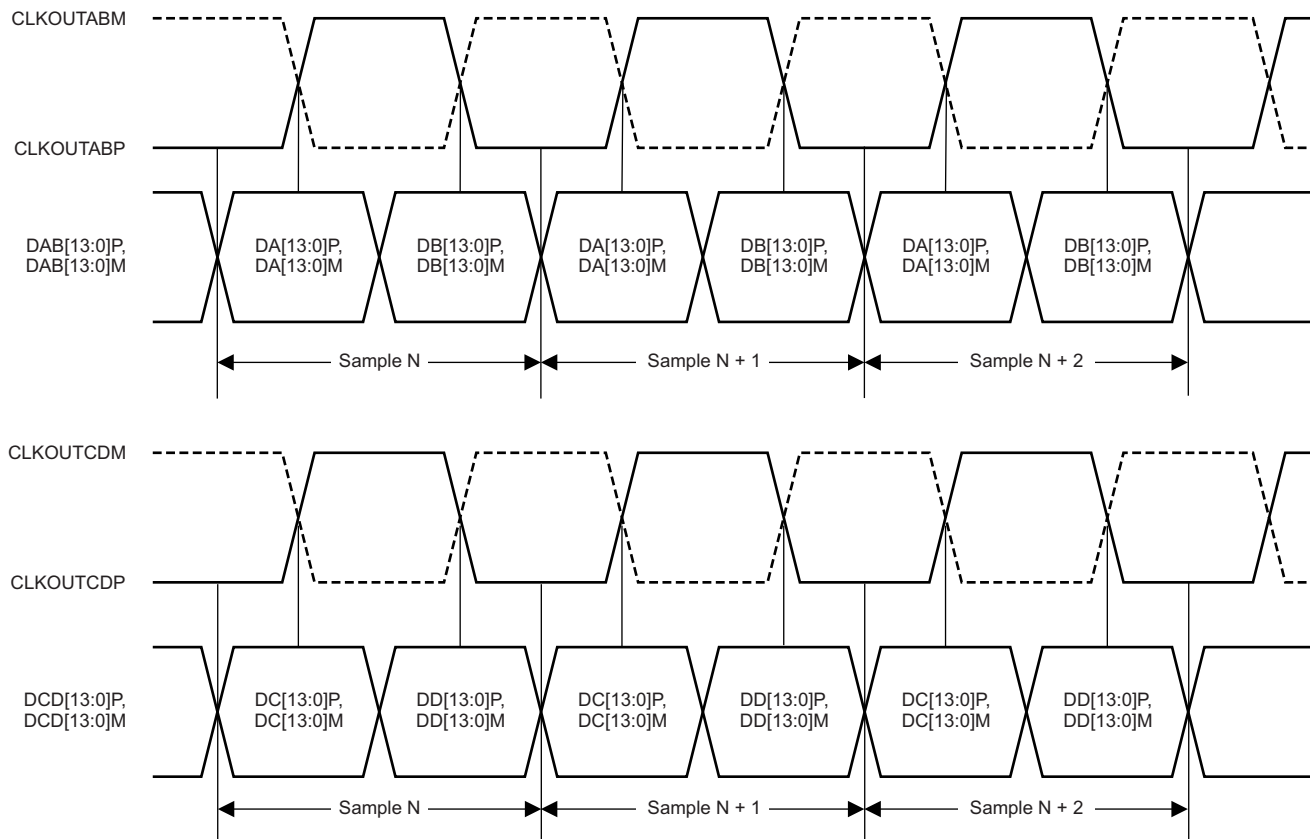 CLKOUTABM
CLKOUTABP
DAB[13:0]P,
DAB[13:0]M
DA[13:0]P,
DA[13:0]M
DB[13:0]P,
DB[13:0]M
DA[13:0]P,
DA[13:0]M
DB[13:0]P,
DB[13:0]M
DA[13:0]P,
DA[13:0]M
DB[13:0]P,
DB[13:0]M
Sample N
Sample N + 1
Sample N + 2
CLKOUTCDM
CLKOUTCDP
DCD[13:0]P,
DCD[13:0]M
DC[13:0]P,
DC[13:0]M
DD[13:0]P,
DD[13:0]M
DC[13:0]P,
DC[13:0]M
DD[13:0]P,
DD[13:0]M
DC[13:0]P,
DC[13:0]M
DD[13:0]P,
DD[13:0]M
Sample N
Sample N + 1
Sample N + 2